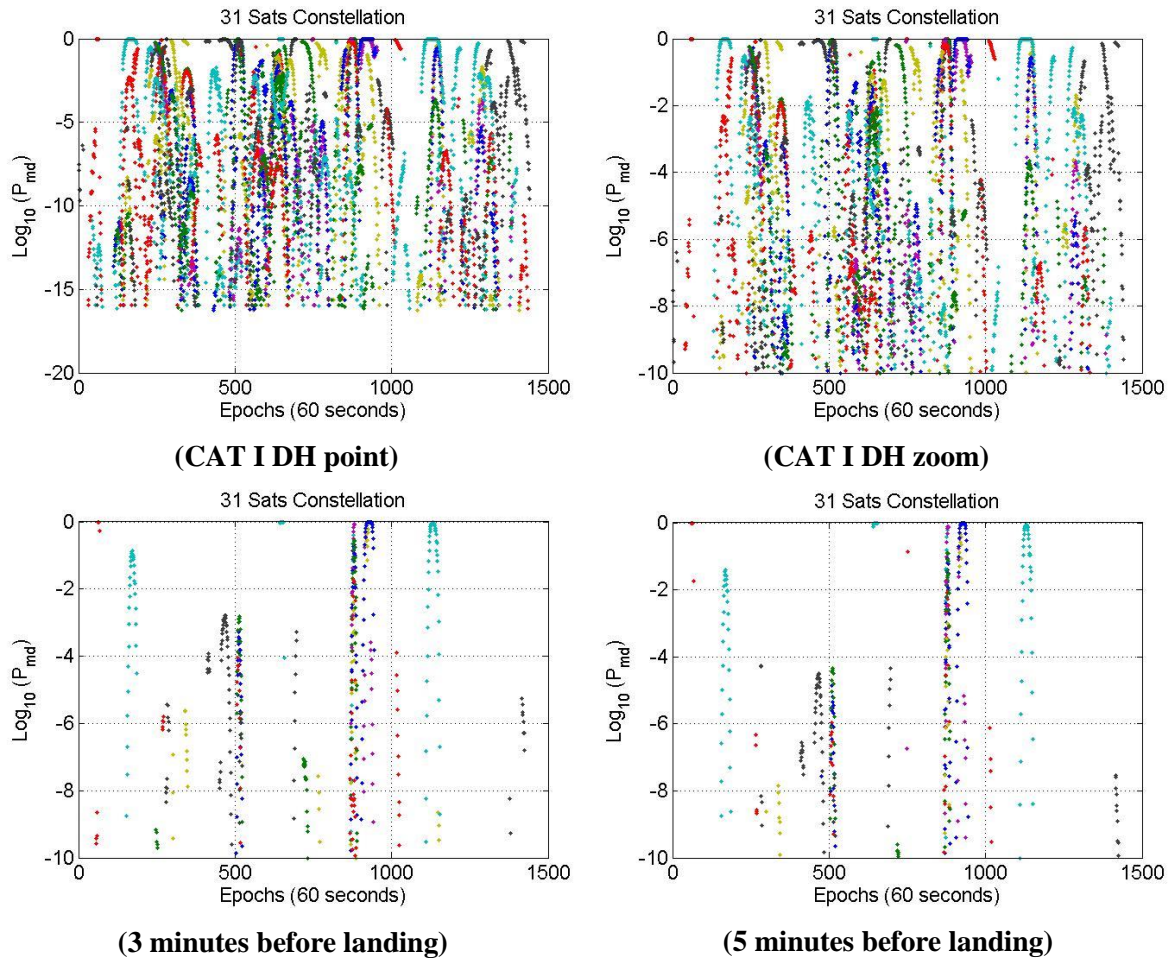 31 Sats Constellation
0
-5
-10
-15
-20
Log10 (Pmd)
0 500 1000 1500
Epochs (60 seconds)
(CAT I DH point)
31 Sats Constellation
0
-2
-4
-6
-8
-10
Log10 (Pmd)
0 500 1000 1500
Epochs (60 seconds)
(CAT I DH zoom)
31 Sats Constellation
0
-2
-4
-6
-8
-10
Log10 (Pmd)
0 500 1000 1500
Epochs (60 seconds)
(3 minutes before landing)
31 Sats Constellation
0
-2
-4
-6
-8
-10
Log10 (Pmd)
0 500 1000 1500
Epochs (60 seconds)
(5 minutes before landing)